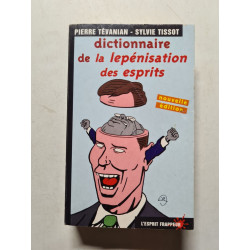 PIERRE TÉVANIAN - SYLVIE TISSOT
dictionnaire
de la lepénisation
des esprits
nouvelle
édition
L'ESPRIT FRAPPEUR